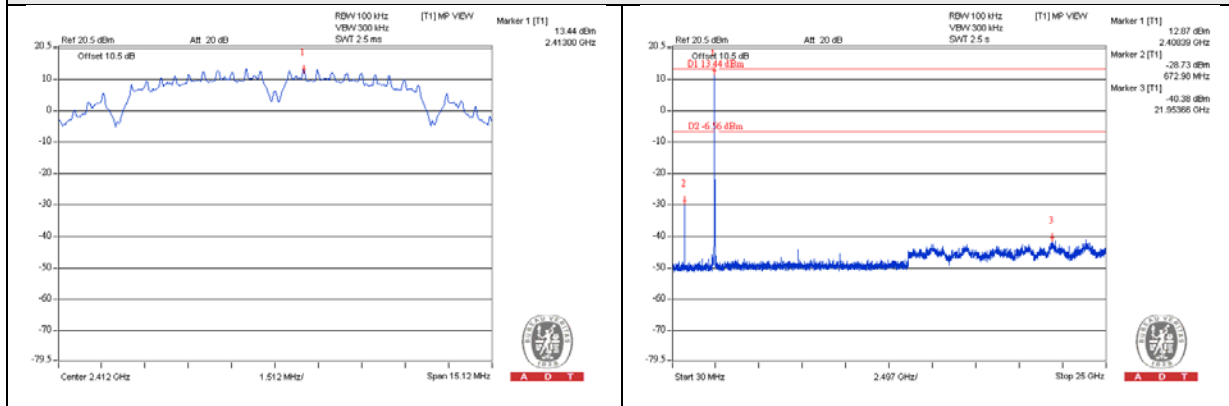 RBW 100 kHz [T1] MP VIEW
VBW 300 kHz
Ref 20.5 dBm Att 20 dB SWT 2.5 ms
Marker 1 [T1]
13.44 dBm
2.41300 GHz
20.5
Offset 10.5 dB
1
10
0
-10
-20
-30
-40
-50
-60
-70
-79.5
Center 2.412 GHz 1.512 MHz/ Span 15.12 MHz
BUREAU VERITAS
1828
A D T
RBW 100 kHz [T1] MP VIEW
VBW 300 kHz
Ref 20.5 dBm Att 20 dB SWT 2.5 s
Marker 1 [T1]
12.87 dBm
2.40839 GHz
Marker 2 [T1]
-28.73 dBm
672.90 MHz
Marker 3 [T1]
-40.38 dBm
21.95366 GHz
20.5
Offset 10.5 dB
1
D1 13.44 dBm
10
0
D2 -6.56 dBm
-10
-20
2
-30
3
-40
-50
-60
-70
-79.5
Start 30 MHz 2.497 GHz/ Stop 25 GHz
BUREAU VERITAS
1828
A D T